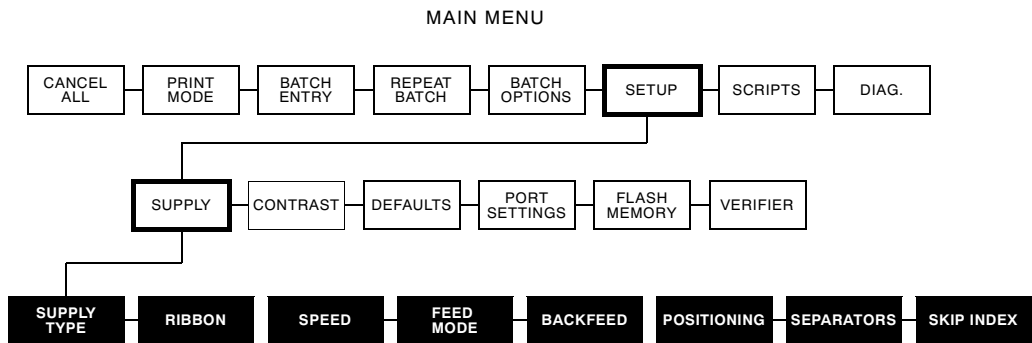 MAIN MENU
CANCEL
ALL
PRINT
MODE
BATCH
ENTRY
REPEAT
BATCH
BATCH
OPTIONS
SETUP
SCRIPTS
DIAG.
SUPPLY
CONTRAST
DEFAULTS
PORT
SETTINGS
FLASH
MEMORY
VERIFIER
SUPPLY
TYPE
RIBBON
SPEED
FEED
MODE
BACKFEED
POSITIONING
SEPARATORS
SKIP INDEX